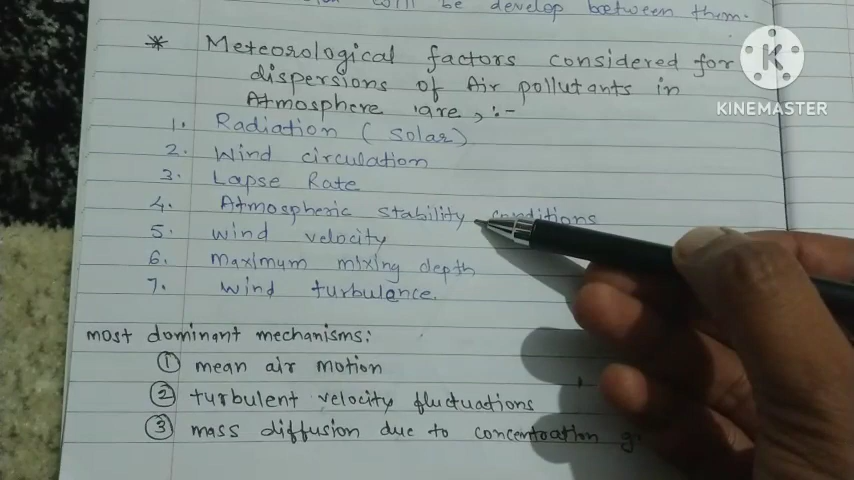 be develop between them.
* Meteorological factors considered for
dispersions of Air pollutants in
Atmosphere are, :-
1. Radiation ( Solar)
2. Wind circulation
3. Lapse Rate
4. Atmospheric stability conditions
5. Wind velocity
6. Maximum mixing depth
7. Wind turbulence.
most dominant mechanisms:
① mean air motion
② turbulent velocity fluctuations
③ mass diffusion due to concentration
K
KINEMASTER